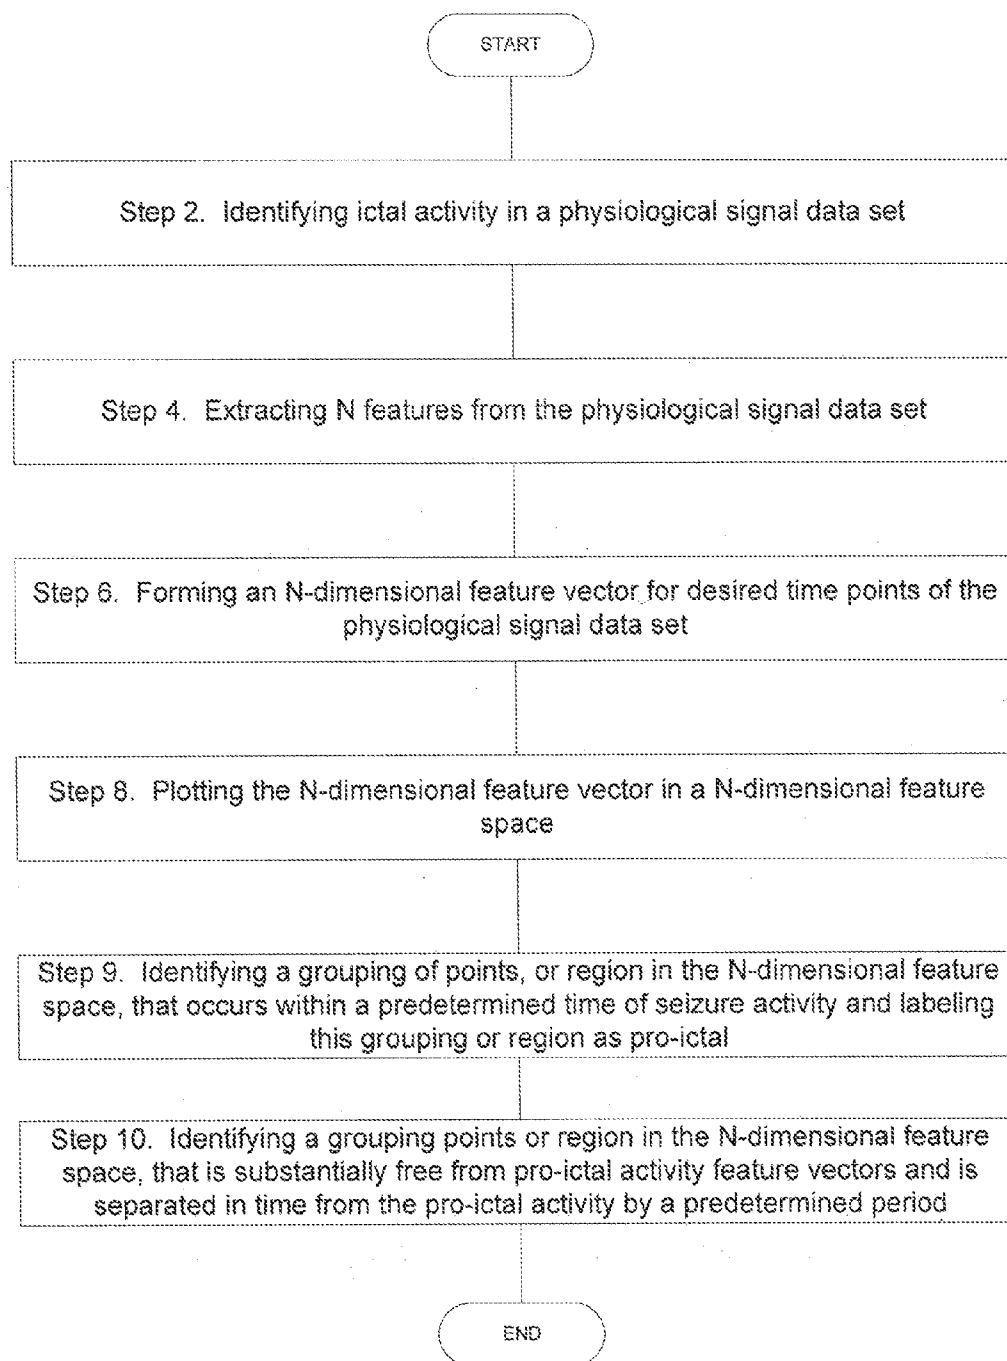 START
Step 2. Identifying ictal activity in a physiological signal data set
Step 4. Extracting N features from the physiological signal data set
Step 6. Forming an N-dimensional feature vector for desired time points of the
physiological signal data set
Step 8. Plotting the N-dimensional feature vector in a N-dimensional feature
space
Step 9. Identifying a grouping of points, or region in the N-dimensional feature
space, that occurs within a predetermined time of seizure activity and labeling
this grouping or region as pro-ictal
Step 10. Identifying a grouping points or region in the N-dimensional feature
space, that is substantially free from pro-ictal activity feature vectors and is
separated in time from the pro-ictal activity by a predetermined period
END